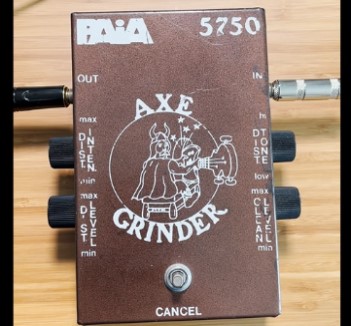 PAiA
5750
OUT
IN
AXE
GRINDER
max
DIST INTEN.
min
max
DIST LEVEL
min
hi
DIST TONE
low
max
CLEAN LEVEL
min
CANCEL